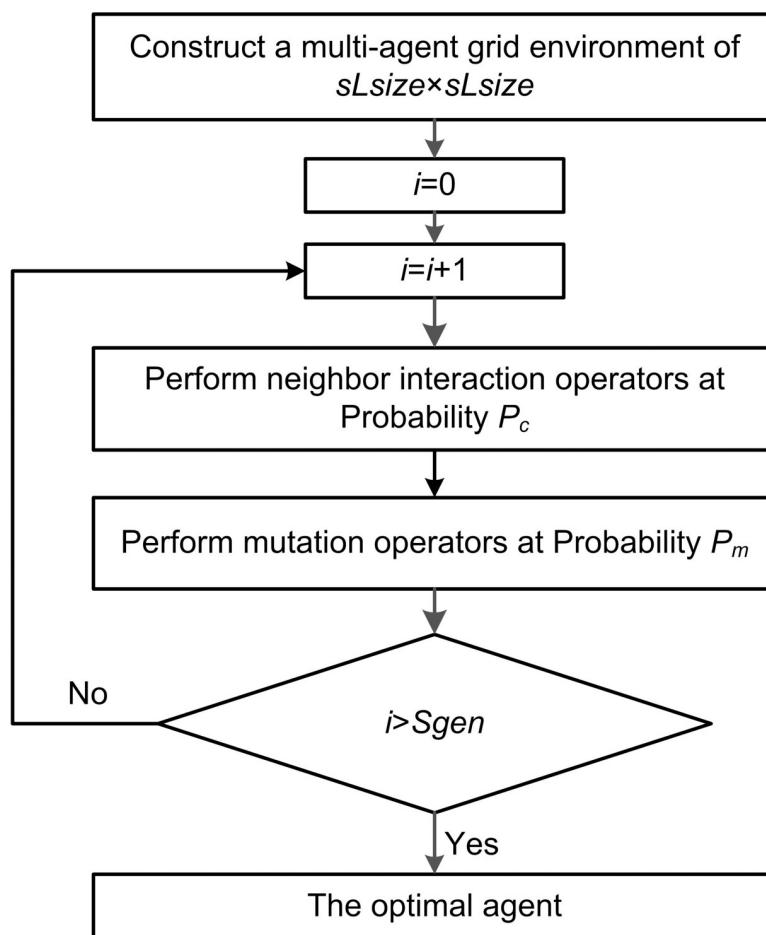 Construct a multi-agent grid environment of
sLsize×sLsize
i=0
i=i+1
Perform neighbor interaction operators at
Probability Pc
Perform mutation operators at Probability Pm
No
i>Sgen
Yes
The optimal agent